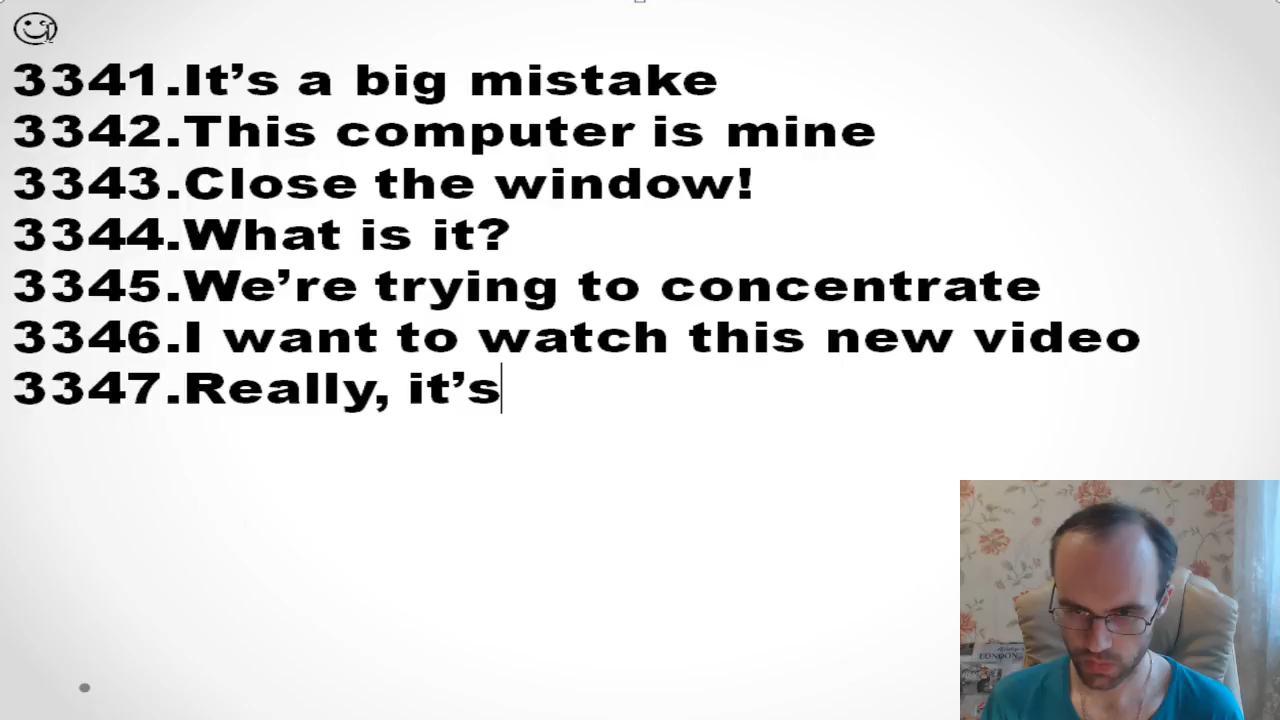 3341.It’s a big mistake
3342.This computer is mine
3343.Close the window!
3344.What is it?
3345.We’re trying to concentrate
3346.I want to watch this new video
3347.Really, it’s
LONDON